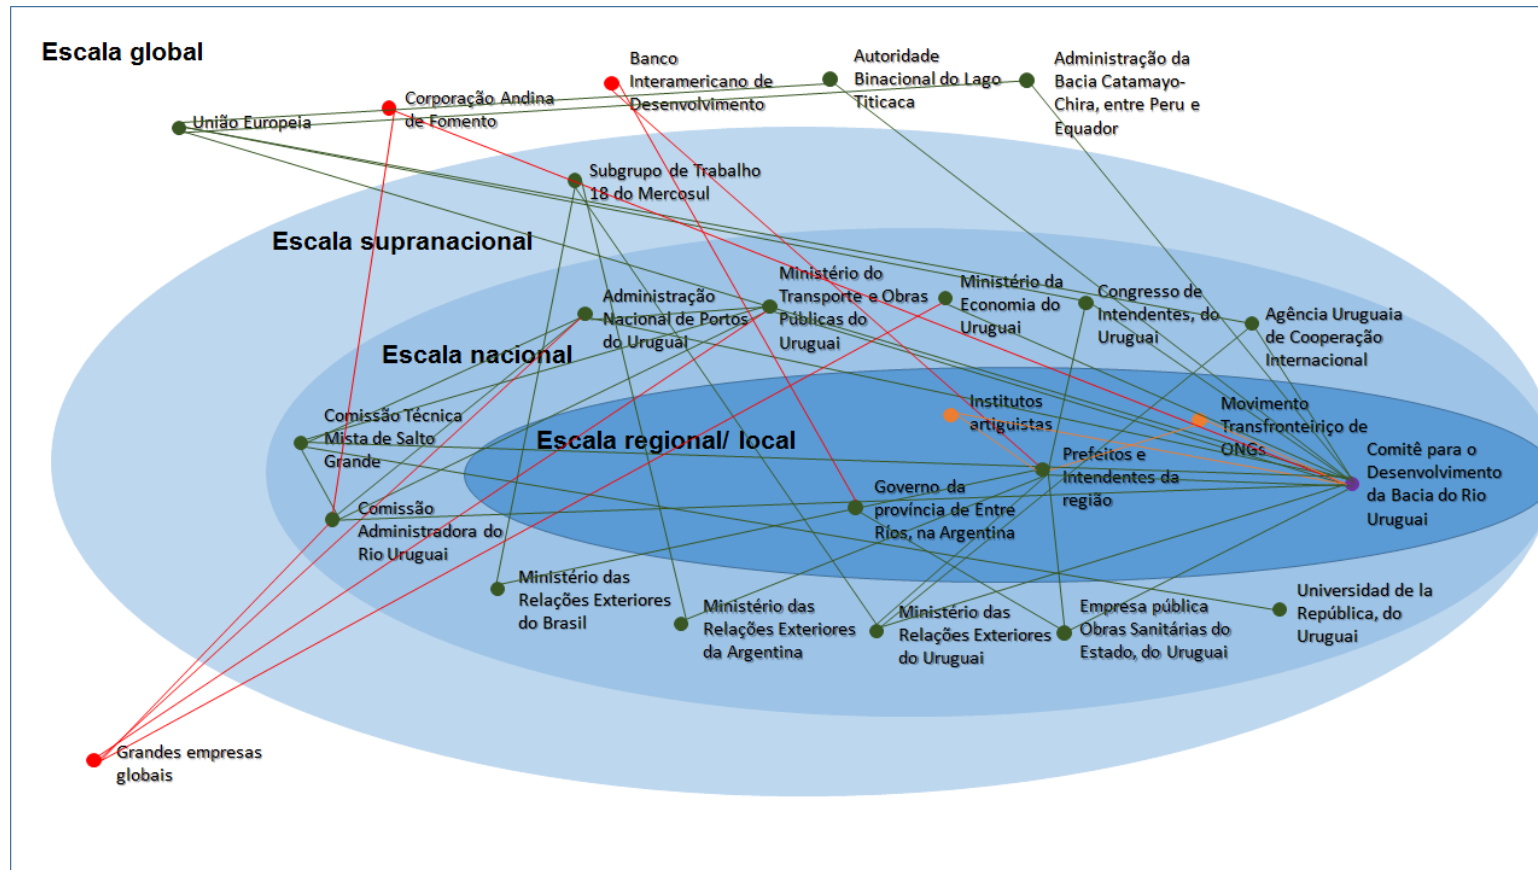 Escala global
Banco
Interamericano de
Desenvolvimento
Autoridade
Binacional do Lago
Titicaca
Administração da
Bacia Catamayo-
Chira, entre Peru e
Equador
Corporação Andina
de Fomento
União Europeia
Subgrupo de Trabalho
18 do Mercosul
Escala supranacional
Administração
Nacional de Portos
do Uruguai
Ministério do
Transporte e Obras
Públicas do
Uruguai
Ministério da
Economia do
Uruguai
Congresso de
Intendentes, do
Uruguai
Agência Uruguaia
de Cooperação
Internacional
Escala nacional
Comissão Técnica
Mista de Salto
Grande
Escala regional/ local
Institutos
artiguistas
Movimento
Transfronteiriço de
ONGs
Prefeitos e
Intendentes da
região
Comitê para o
Desenvolvimento
da Bacia do Rio
Uruguai
Governo da
província de Entre
Ríos, na Argentina
Comissão
Administradora do
Rio Uruguai
Ministério das
Relações Exteriores
do Brasil
Ministério das
Relações Exteriores
da Argentina
Ministério das
Relações Exteriores
do Uruguai
Empresa pública
Obras Sanitárias do
Estado, do Uruguai
Universidad de la
República, do
Uruguai
Grandes empresas
globais